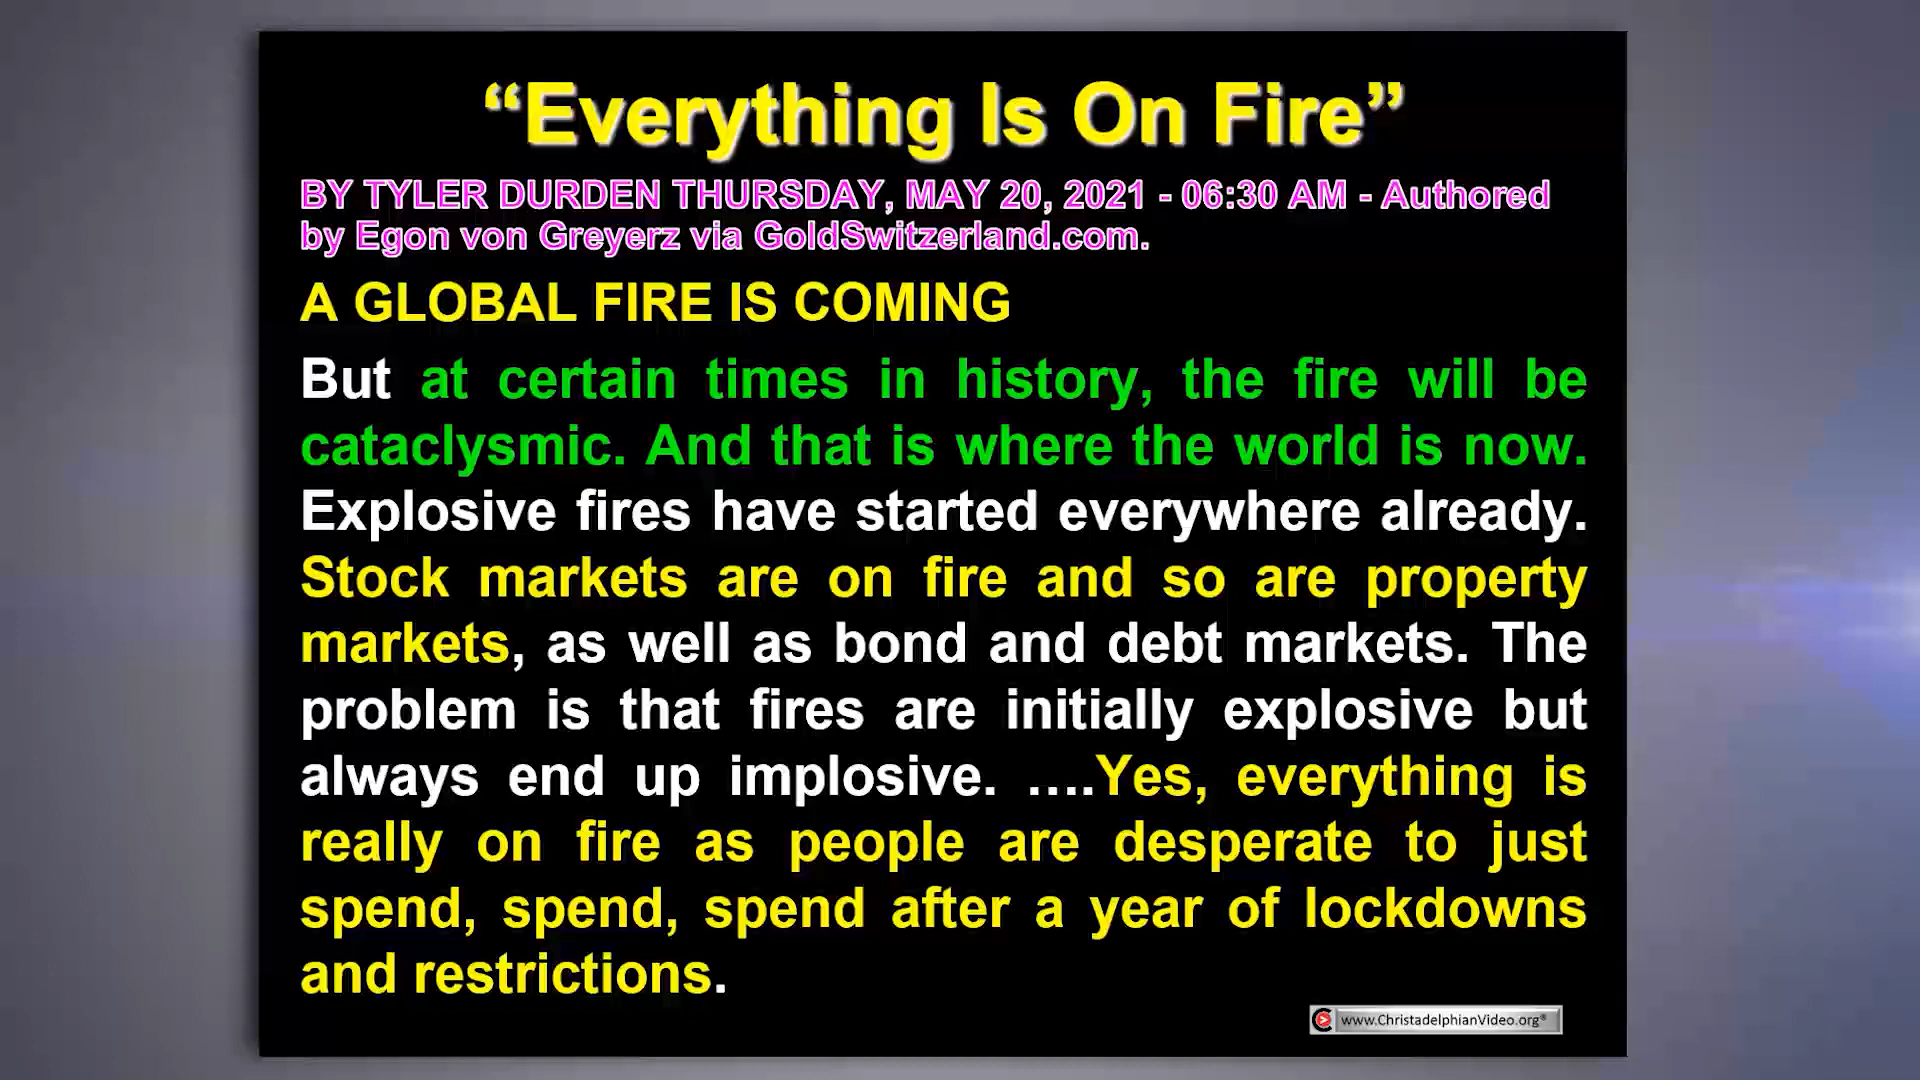 “Everything Is On Fire”
BY TYLER DURDEN THURSDAY, MAY 20, 2021 - 06:30 AM - Authored
by Egon von Greyerz via GoldSwitzerland.com.
A GLOBAL FIRE IS COMING
But at certain times in history, the fire will be
cataclysmic. And that is where the world is now.
Explosive fires have started everywhere already.
Stock markets are on fire and so are property
markets, as well as bond and debt markets. The
problem is that fires are initially explosive but
always end up implosive. ….Yes, everything is
really on fire as people are desperate to just
spend, spend, spend after a year of lockdowns
and restrictions.
www.ChristadelphianVideo.org®